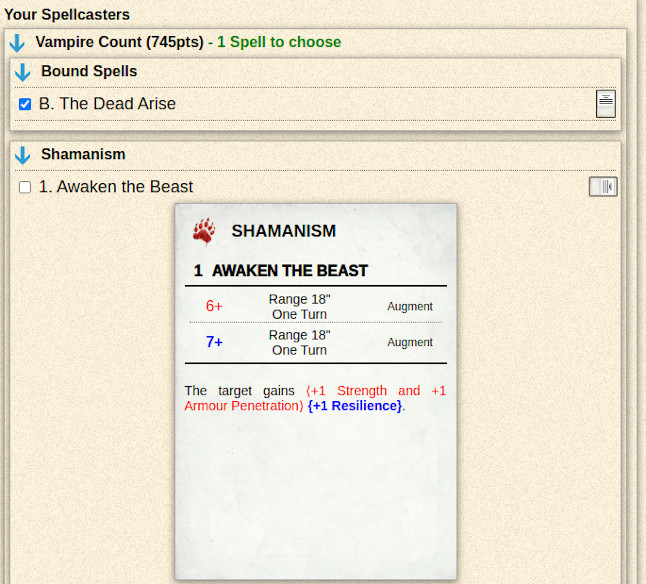 Your Spellcasters
Vampire Count (745pts) - 1 Spell to choose
Bound Spells
B. The Dead Arise
Shamanism
1. Awaken the Beast
SHAMANISM
1 AWAKEN THE BEAST
6+ Range 18" Augment
One Turn
7+ Range 18" Augment
One Turn
The target gains ⟨+1 Strength and +1
Armour Penetration⟩ {+1 Resilience}.